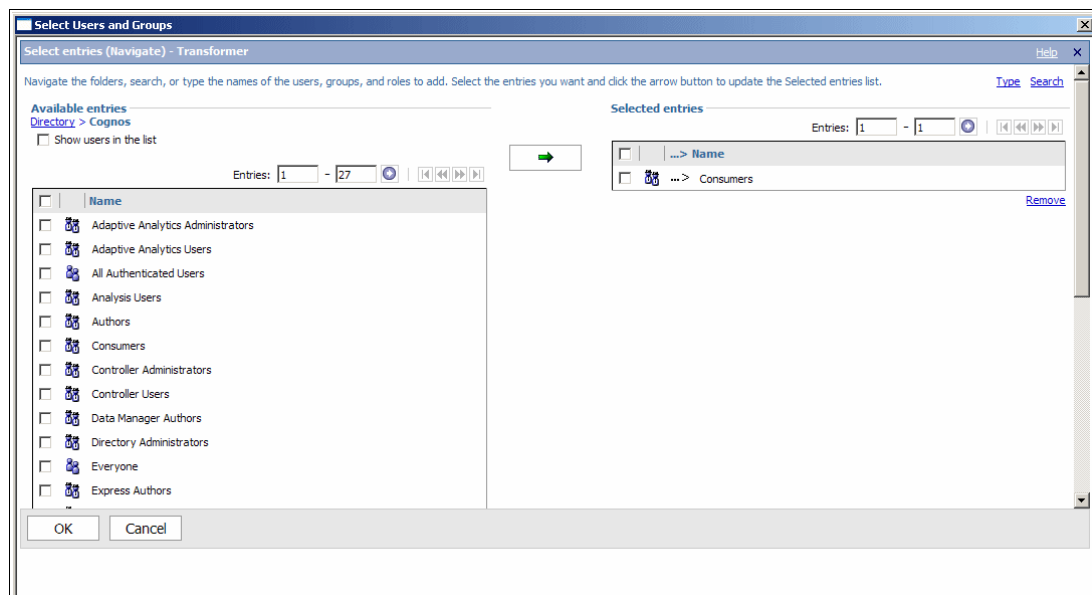 Select Users and Groups
Select entries (Navigate) - Transformer
Help
Navigate the folders, search, or type the names of the users, groups, and roles to add. Select the entries you want and click the arrow button to update the Selected entries list.
Type Search
Available entries
Directory > Cognos
Show users in the list
Entries: 1 - 27
Name
Adaptive Analytics Administrators
Adaptive Analytics Users
All Authenticated Users
Analysis Users
Authors
Consumers
Controller Administrators
Controller Users
Data Manager Authors
Directory Administrators
Everyone
Express Authors
Selected entries
Entries: 1 - 1
...> Name
...> Consumers
Remove
OK Cancel